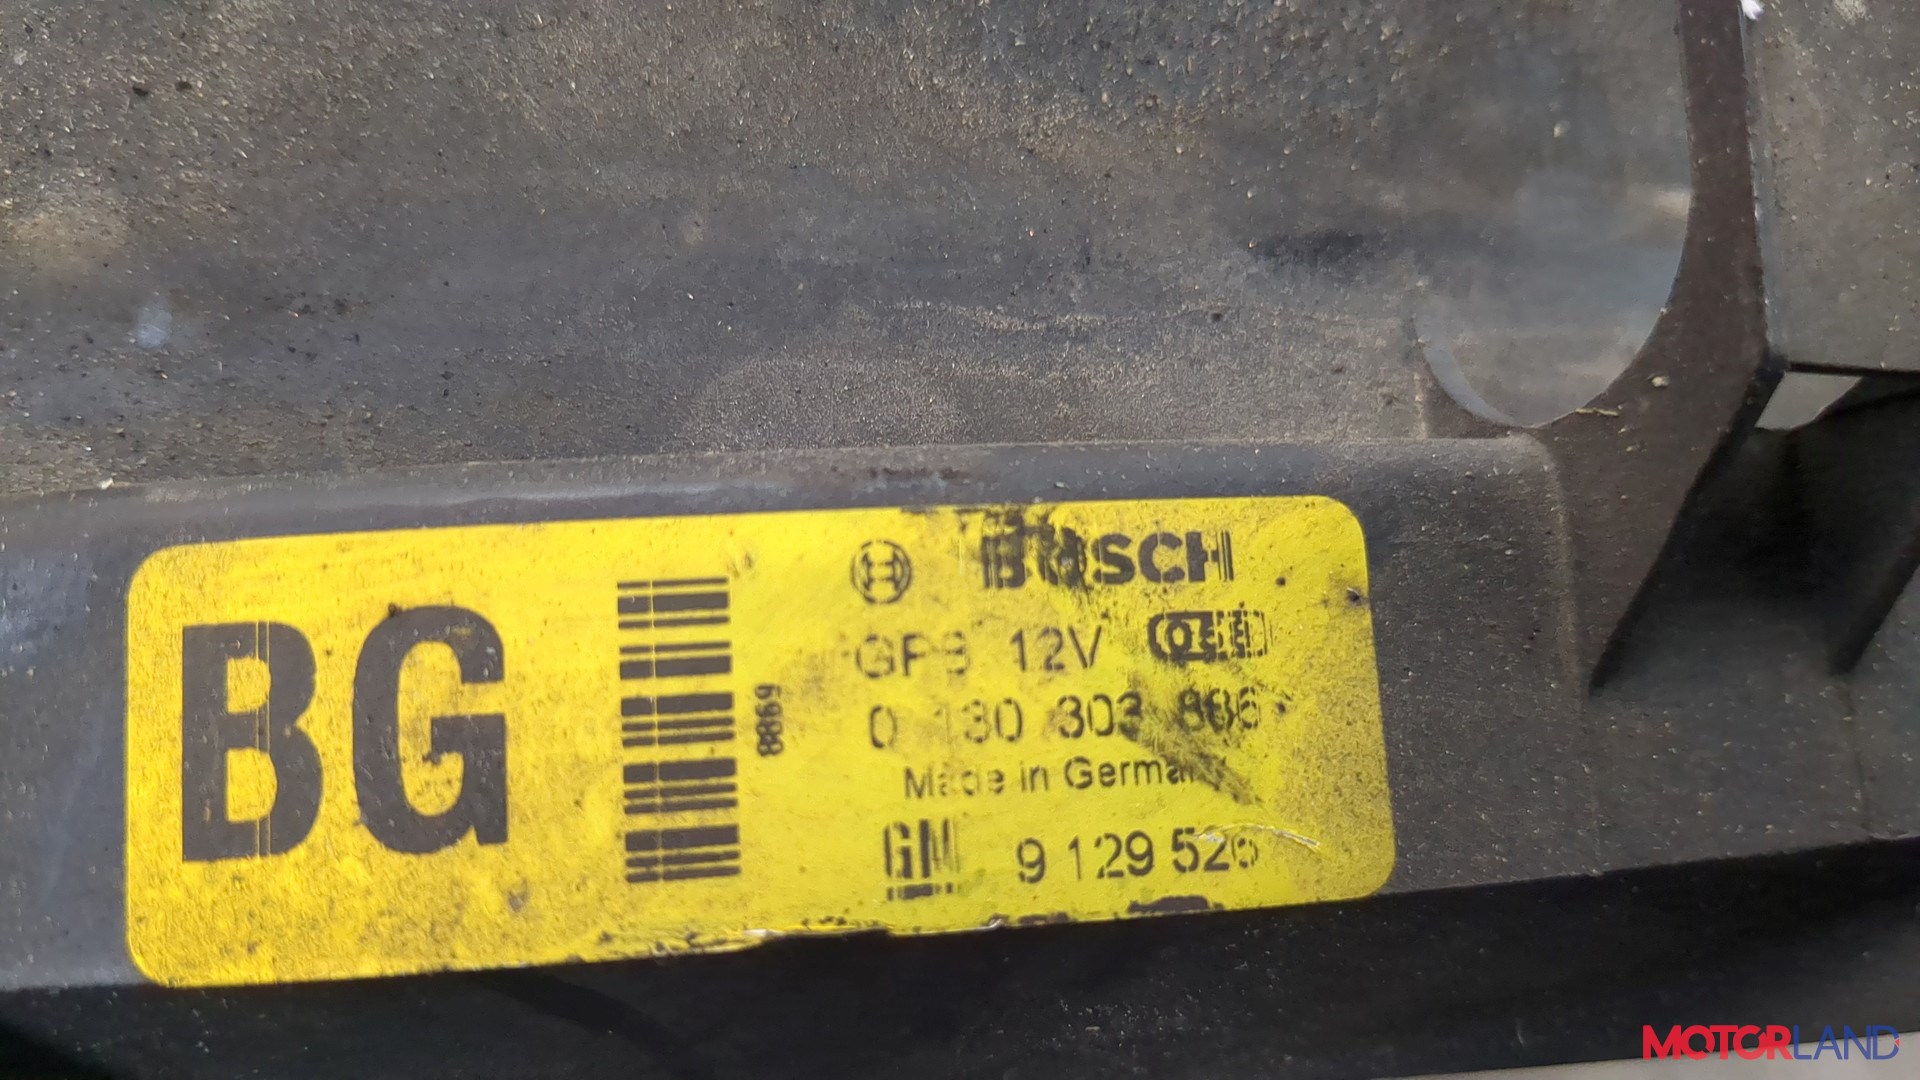 BG
8869
BOSCH
GPB 12V
0 130 303 886
Made in Germany
GM 9 129 526
MOTORLAND